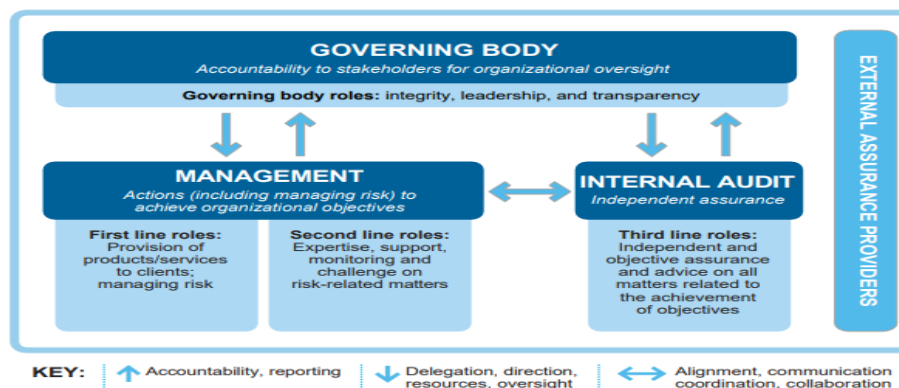 GOVERNING BODY
Accountability to stakeholders for organizational oversight
Governing body roles: integrity, leadership, and transparency
MANAGEMENT
Actions (including managing risk) to
achieve organizational objectives
INTERNAL AUDIT
Independent assurance
First line roles:
Provision of
products/services
to clients;
managing risk
Second line roles:
Expertise, support,
monitoring and
challenge on
risk-related matters
Third line roles:
Independent and
objective assurance
and advice on all
matters related to
the achievement
of objectives
EXTERNAL ASSURANCE PROVIDERS
KEY:
Accountability, reporting
Delegation, direction,
resources, oversight
Alignment, communication
coordination, collaboration